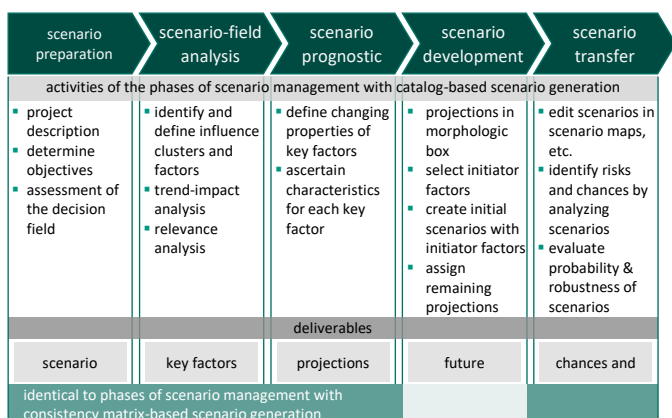 scenario
preparation
scenario-field
analysis
scenario
prognostic
scenario
development
scenario
transfer
activities of the phases of scenario management with catalog-based scenario generation
project
description
determine
objectives
assessment of
the decision
field
identify and
define influence
clusters and
factors
trend-impact
analysis
relevance
analysis
define changing
properties of
key factors
ascertain
characteristics
for each key
factor
projections in
morphologic
box
select initiator
factors
create initial
scenarios with
initiator factors
assign
remaining
projections
edit scenarios in
scenario maps,
etc.
identify risks
and chances by
analyzing
scenarios
evaluate
probability &
robustness of
scenarios
deliverables
scenario
key factors
projections
future
chances and
identical to phases of scenario management with
consistency matrix-based scenario generation